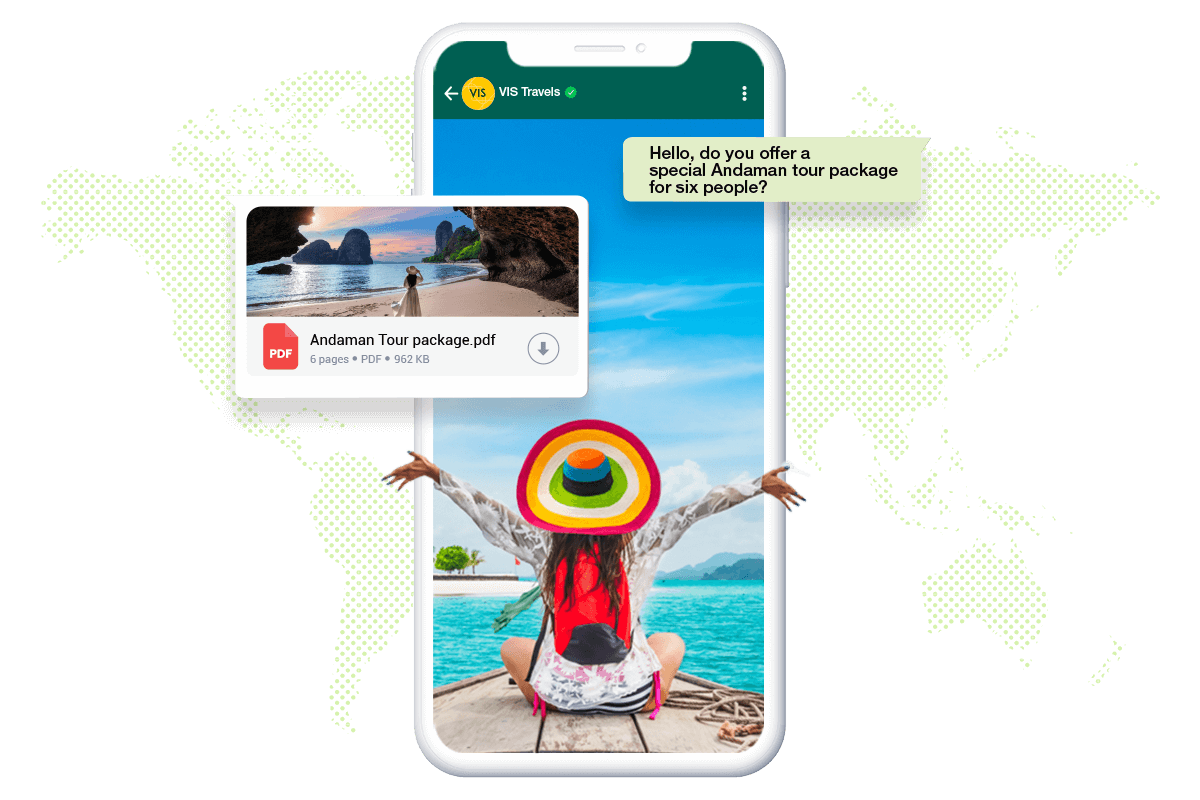 VIS
VIS Travels
Hello, do you offer a
special Andaman tour package
for six people?
Andaman Tour package.pdf
PDF
6 pages • PDF • 962 KB